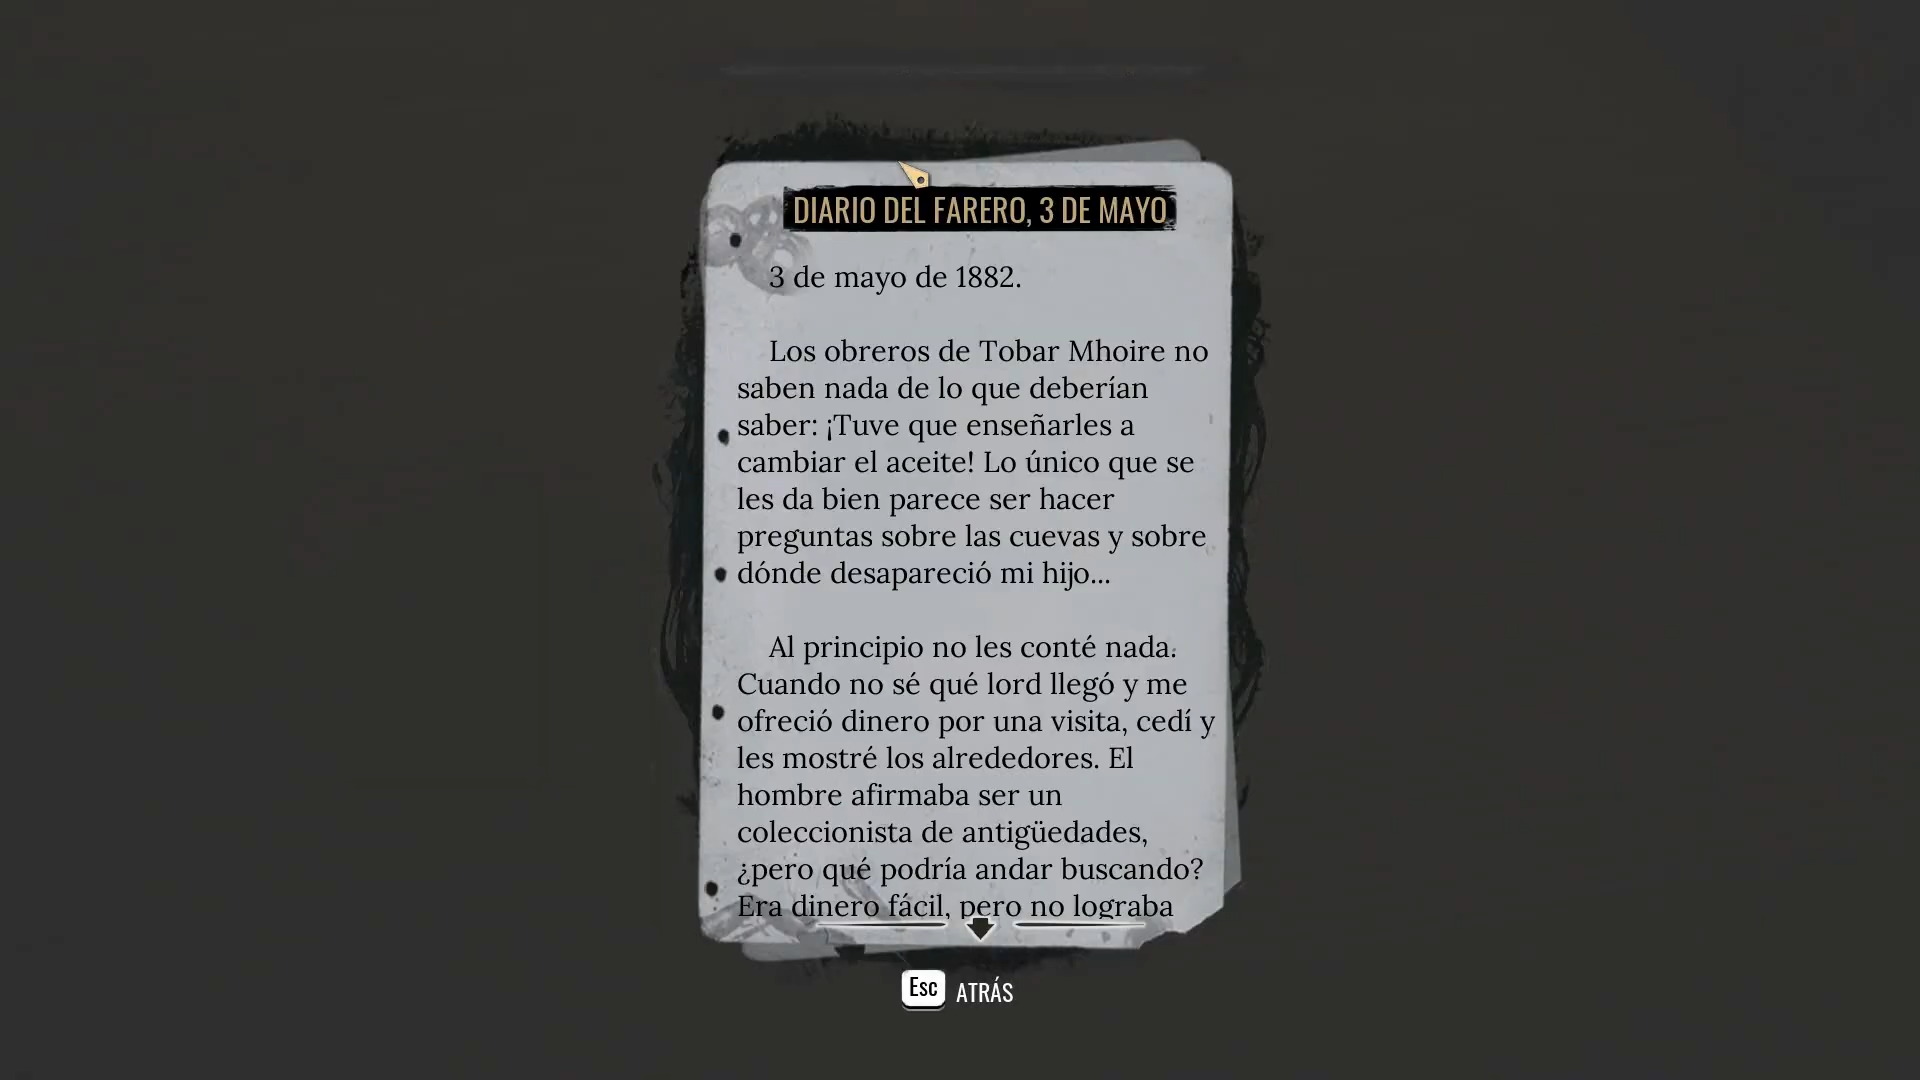 DIARIO DEL FARERO, 3 DE MAYO
3 de mayo de 1882.
Los obreros de Tobar Mhoire no
saben nada de lo que deberían
saber: ¡Tuve que enseñarles a
cambiar el aceite! Lo único que se
les da bien parece ser hacer
preguntas sobre las cuevas y sobre
dónde desapareció mi hijo...
Al principio no les conté nada.
Cuando no sé qué lord llegó y me
ofreció dinero por una visita, cedí y
les mostré los alrededores. El
hombre afirmaba ser un
coleccionista de antigüedades,
¿pero qué podría andar buscando?
Era dinero fácil, pero no lograba
Esc ATRÁS